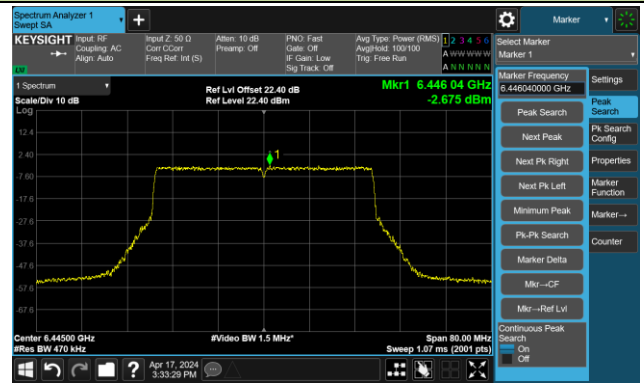 Spectrum Analyzer 1
Swept SA
Marker
KEYSIGHT
Input: RF
Coupling: AC
Align: Auto
Input Z: 50 Ω
Corr CCorr
Freq Ref: Int (S)
Atten: 10 dB
Preamp: Off
PNO: Fast
Gate: Off
IF Gain: Low
Sig Track: Off
Avg Type: Power (RMS)
Avg|Hold: 100/100
Trig: Free Run
1 2 3 4 5 6
A W W W W W
A N N N N N
Select Marker
Marker 1
1 Spectrum
Scale/Div 10 dB
Log
Ref Lvl Offset 22.40 dB
Ref Level 22.40 dBm
Mkr1 6.446 04 GHz
-2.675 dBm
12.4
2.40
-7.60
-17.6
-27.6
-37.6
-47.6
-57.6
-67.6
1
Center 6.44500 GHz
#Res BW 470 kHz
#Video BW 1.5 MHz*
Span 80.00 MHz
Sweep 1.07 ms (2001 pts)
Marker Frequency
6.446040000 GHz
Peak Search
Next Peak
Next Pk Right
Next Pk Left
Minimum Peak
Pk-Pk Search
Marker Delta
Mkr→CF
Mkr→Ref Lvl
Continuous Peak
Search
On
Off
Settings
Peak
Search
Pk Search
Config
Properties
Marker
Function
Marker→
Counter
?
Apr 17, 2024
3:33:29 PM